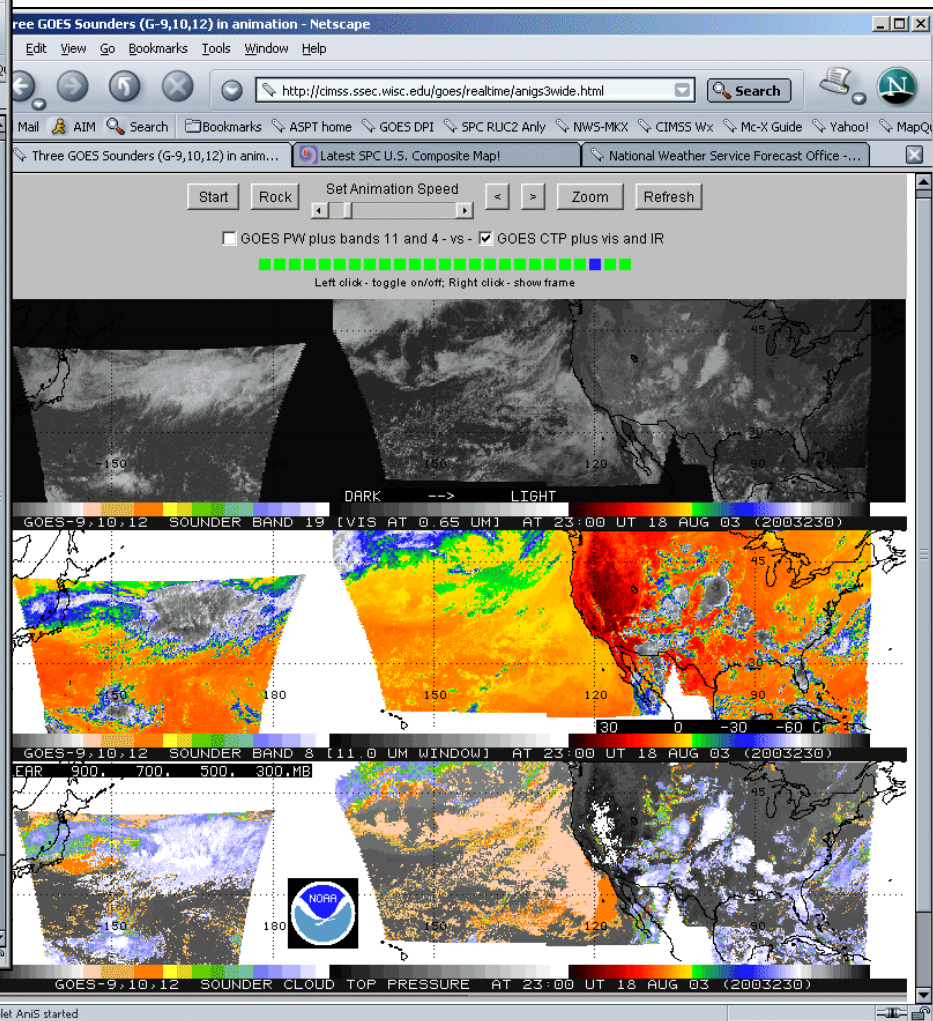 ree GOES Sounders (G-9,10,12) in animation - Netscape
Edit View Go Bookmarks Tools Window Help
http://cimss.ssec.wisc.edu/goes/realtime/anigs3wide.html Search N
Mail AIM Search Bookmarks ASPT home GOES DPI SPC RUC2 Anly NWS-MKX CIMSS Wx Mc-X Guide Yahoo! MapQu
Three GOES Sounders (G-9,10,12) in anim... Latest SPC U.S. Composite Map! National Weather Service Forecast Office -...
Start Rock Set Animation Speed < > Zoom Refresh
GOES PW plus bands 11 and 4 - vs - GOES CTP plus vis and IR
Left click - toggle on/off; Right click - show frame
45
30
150 180 150 120 90
DARK --> LIGHT
GOES-9,10,12 SOUNDER BAND 19 [VIS AT 0.65 UM] AT 23:00 UT 18 AUG 03 (2003230)
45
30
150 180 150 120 90
30 0 -30 -60 C
GOES-9,10,12 SOUNDER BAND 8 [11.0 UM WINDOW] AT 23:00 UT 18 AUG 03 (2003230)
EAR 900. 700. 500. 300.MB
45
30
NOAA
150 180 150 120 90
GOES-9,10,12 SOUNDER CLOUD TOP PRESSURE AT 23:00 UT 18 AUG 03 (2003230)
let AniS started